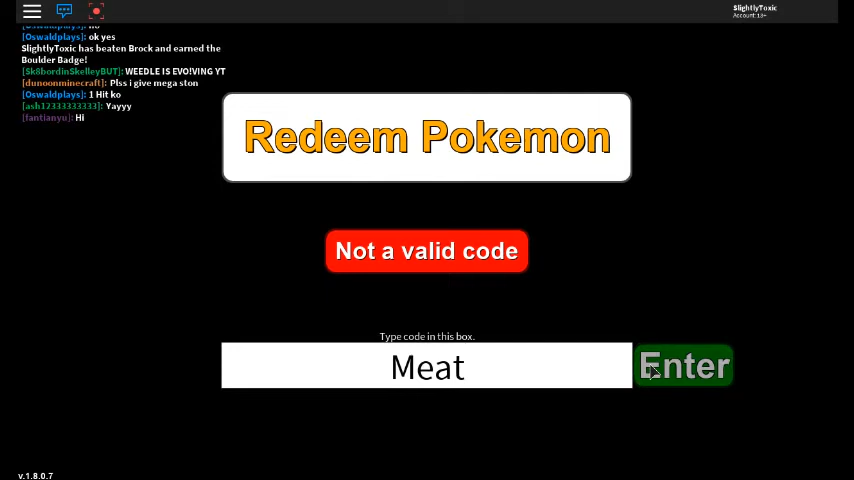 SlightlyToxic
Account: 13+
[Oswaldplays]: ok yes
SlightlyToxic has beaten Brock and earned the
Boulder Badge!
[Sk8bordinSkelleyBUT]: WEEDLE IS EVO!VING YT
[dunoonminecraft]: Plss i give mega ston
[Oswaldplays]: 1 Hit ko
[ash12333333333]: Yayyy
[fantianyu]: Hi
Redeem Pokemon
Not a valid code
Type code in this box.
Meat
Enter
v.1.8.0.7